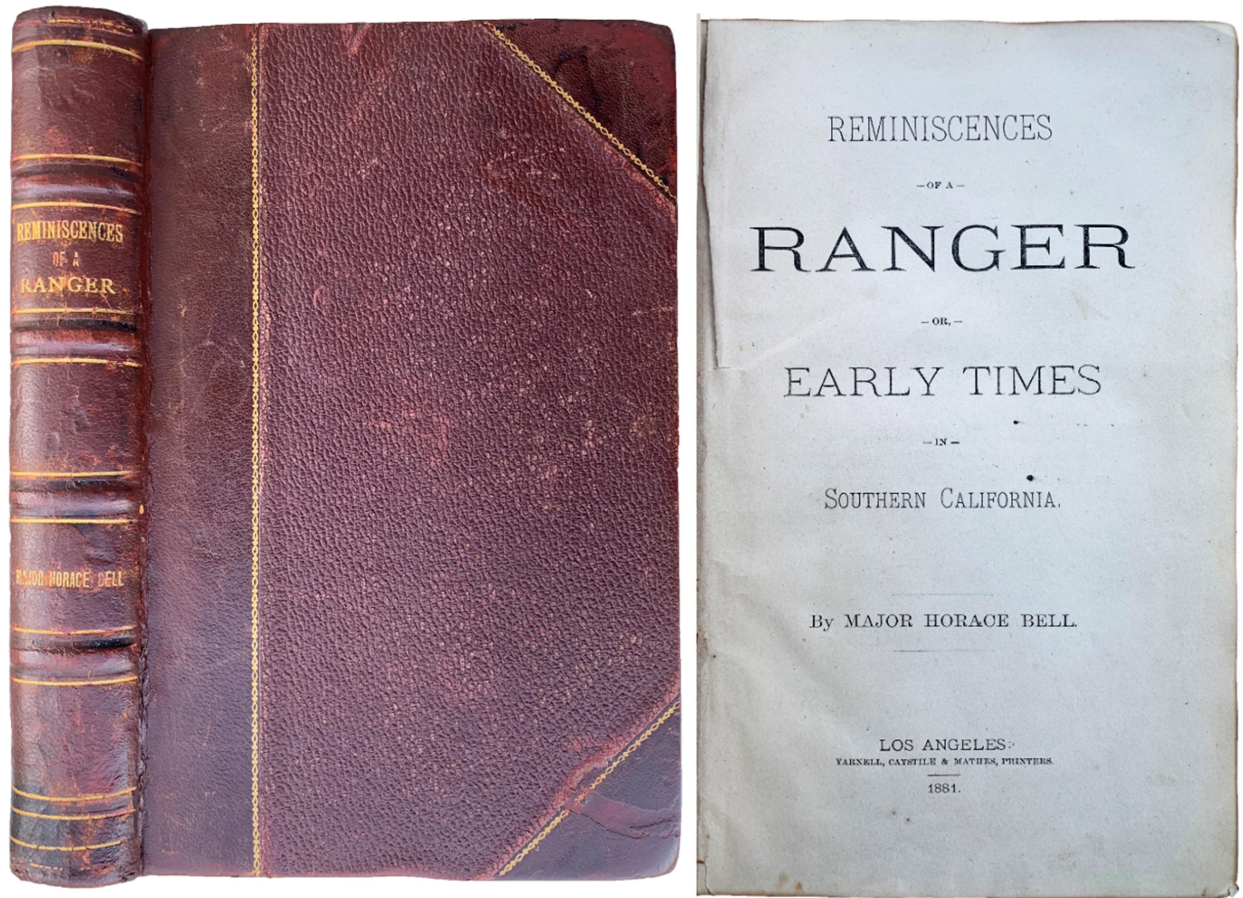 REMINISCENCES
OF A
RANGER
MAJOR HORACE BELL
REMINISCENCES
—OF A—
RANGER
—OR,—
EARLY TIMES
—IN—
SOUTHERN CALIFORNIA.
By MAJOR HORACE BELL.
LOS ANGELES:
YARNELL, CAYSTILE & MATHES, PRINTERS.
1881.